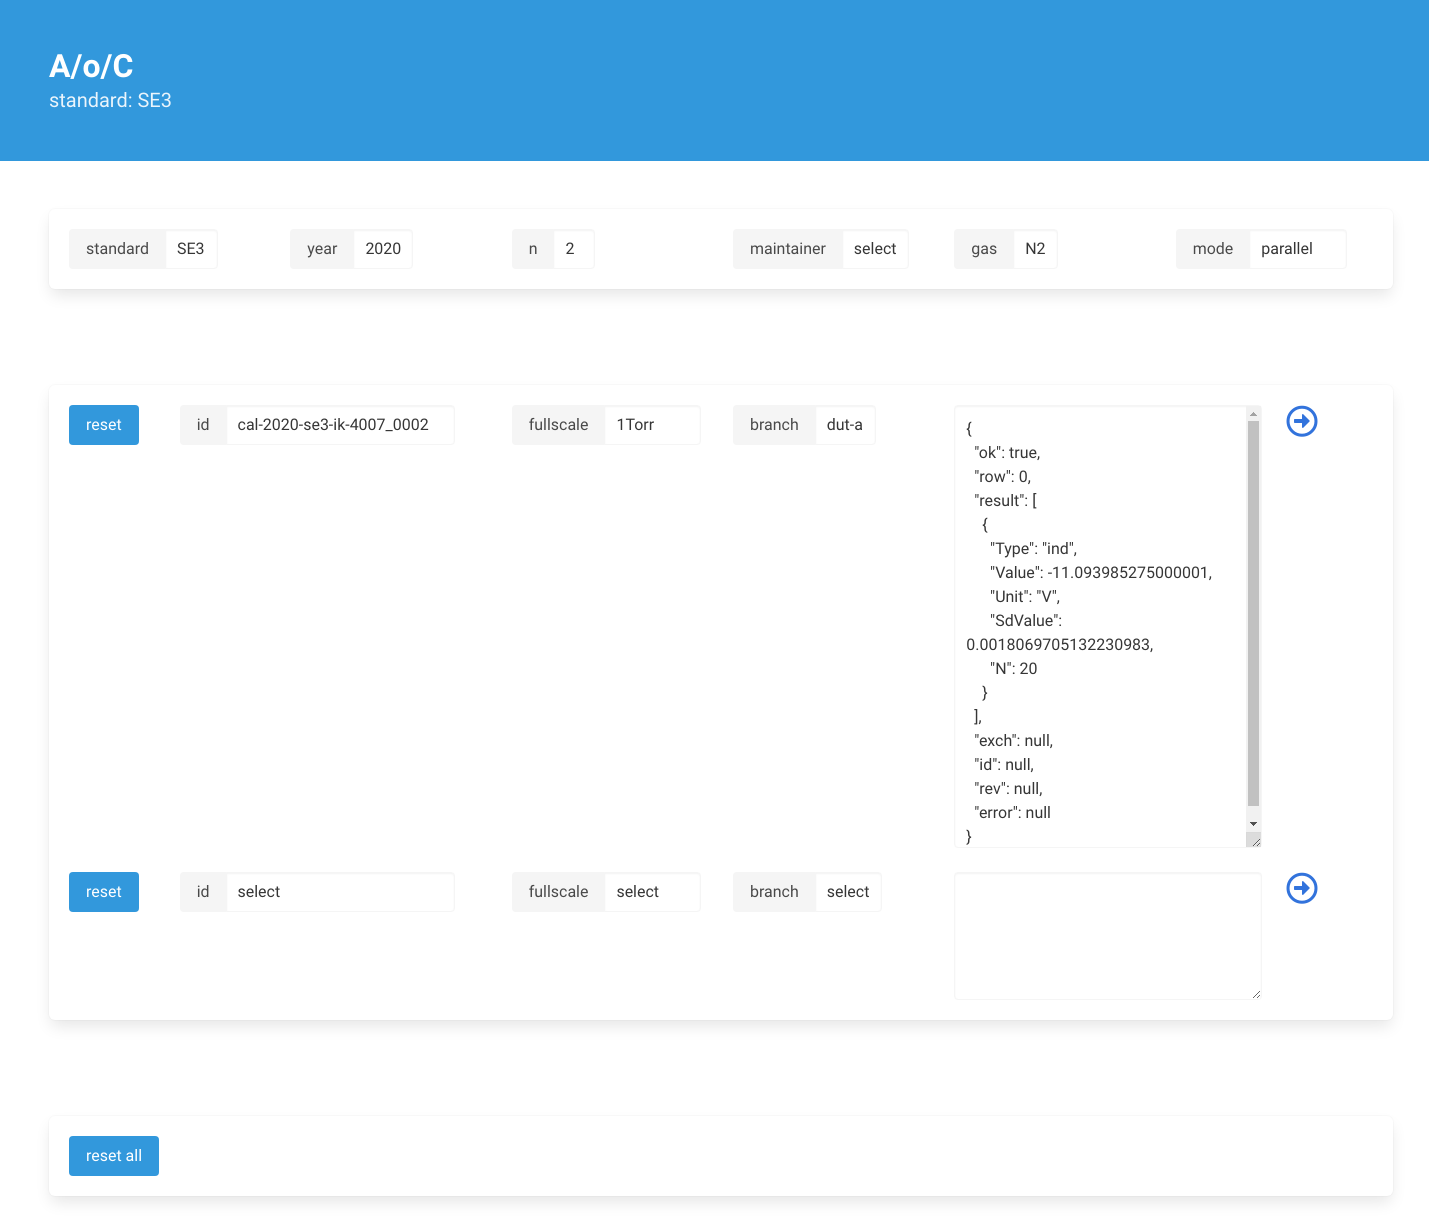 A/o/C
standard: SE3
standard SE3 year 2020 n 2 maintainer select gas N2 mode parallel
reset id cal-2020-se3-ik-4007_0002 fullscale 1Torr branch dut-a
{
"ok": true,
"row": 0,
"result": [
{
"Type": "ind",
"Value": -11.093985275000001,
"Unit": "V",
"SdValue":
0.0018069705132230983,
"N": 20
}
],
"exch": null,
"id": null,
"rev": null,
"error": null
}
reset id select fullscale select branch select
reset all